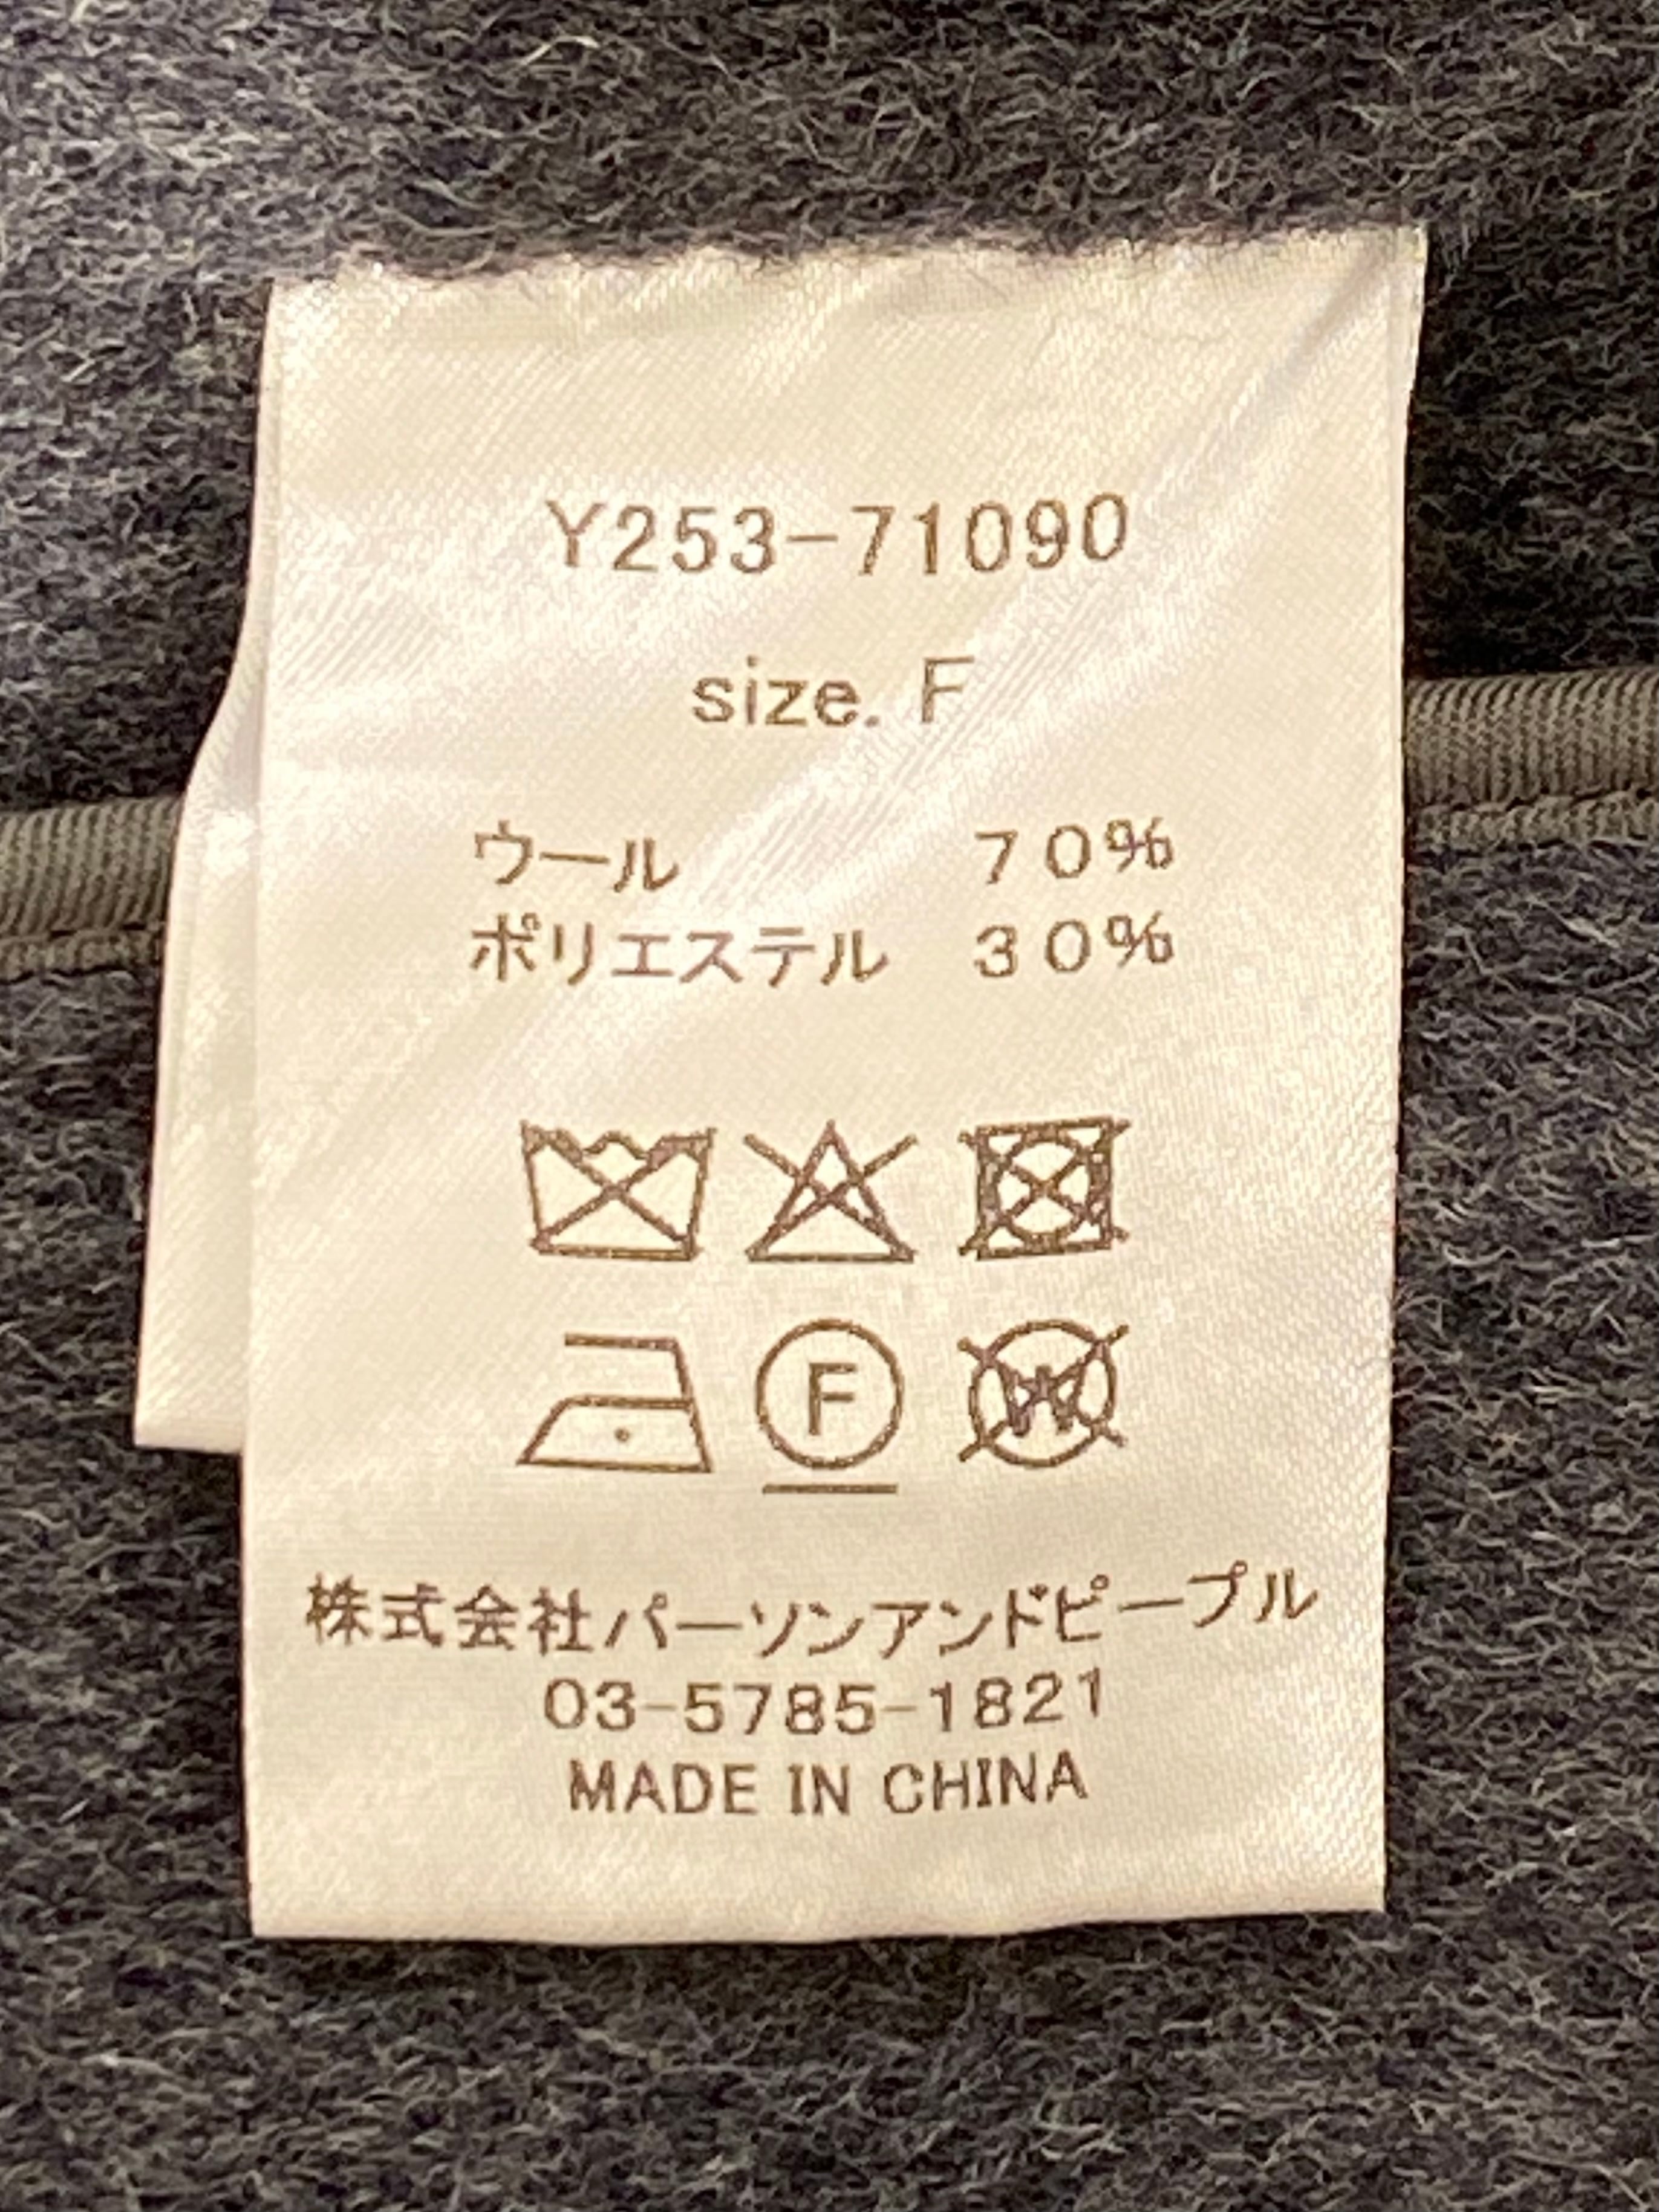 Y253-71090
size. F
ウール 70%
ポリエステル 30%
F
W
株式会社パーソンアンドピープル
03-5785-1821
MADE IN CHINA